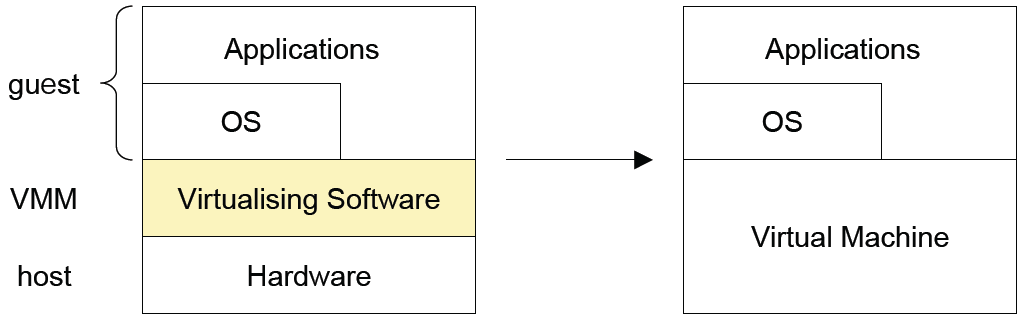 Applications
guest
OS
VMM
Virtualising Software
host
Hardware
Applications
OS
Virtual Machine